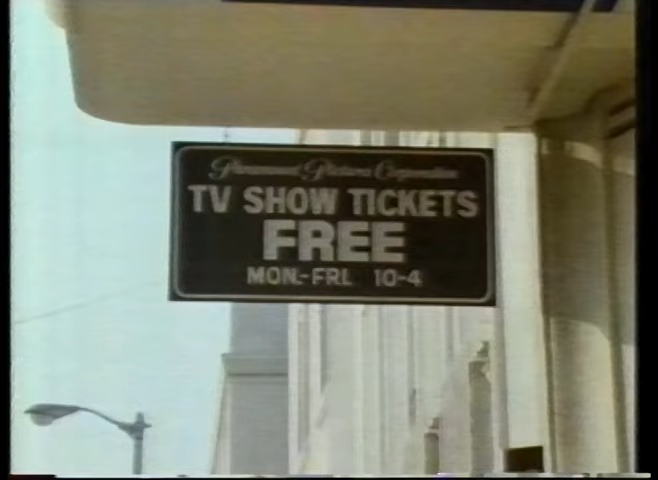 Paramount Pictures Corporation
TV SHOW TICKETS
FREE
MON.-FRI. 10-4